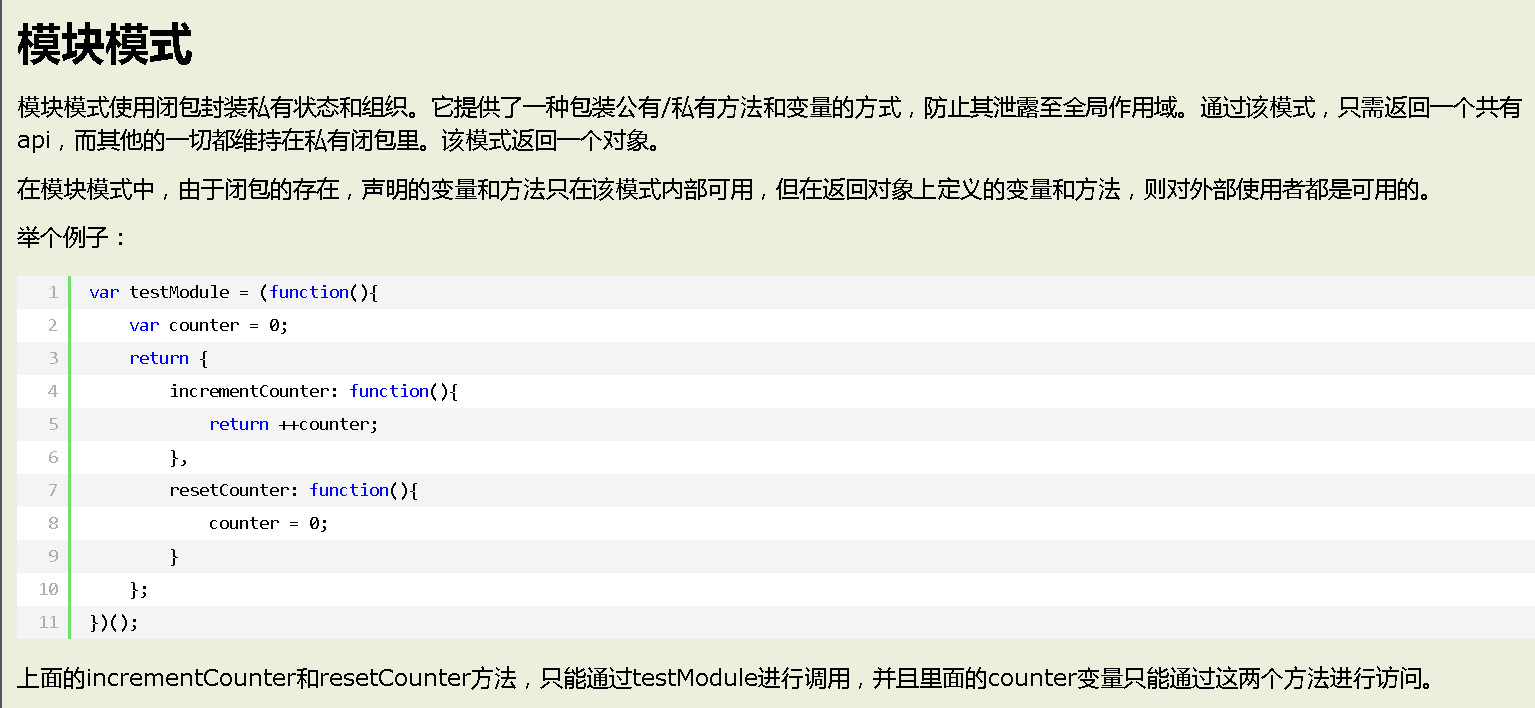 模块模式
模块模式使用闭包封装私有状态和组织。它提供了一种包装公有/私有方法和变量的方式，防止其泄露至全局作用域。通过该模式，只需返回一个共有
api，而其他的一切都维持在私有闭包里。该模式返回一个对象。
在模块模式中，由于闭包的存在，声明的变量和方法只在该模式内部可用，但在返回对象上定义的变量和方法，则对外部使用者都是可用的。
举个例子：
1 var testModule = (function(){
2     var counter = 0;
3     return {
4         incrementCounter: function(){
5             return ++counter;
6         },
7         resetCounter: function(){
8             counter = 0;
9         }
10     };
11 })();
上面的incrementCounter和resetCounter方法，只能通过testModule进行调用，并且里面的counter变量只能通过这两个方法进行访问。